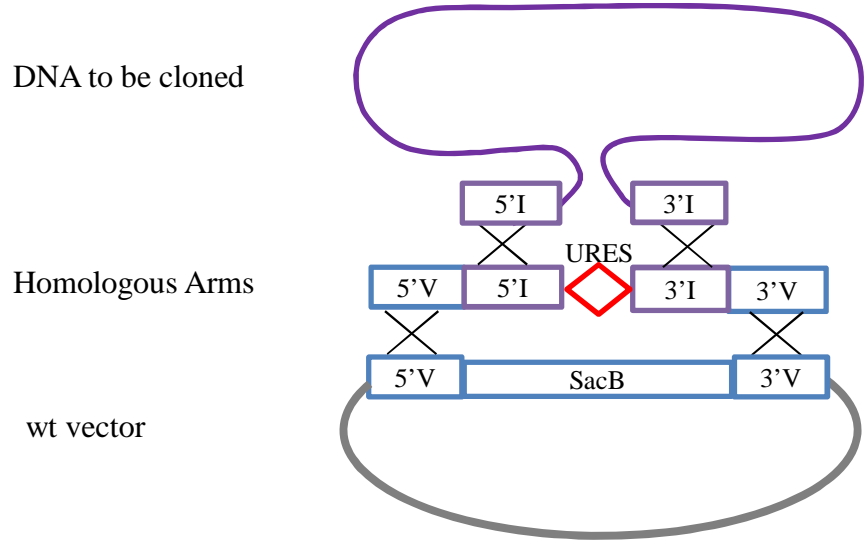 DNA to be cloned
5’I 3’I
URES
Homologous Arms 5’V 5’I 3’I 3’V
5’V SacB 3’V
wt vector